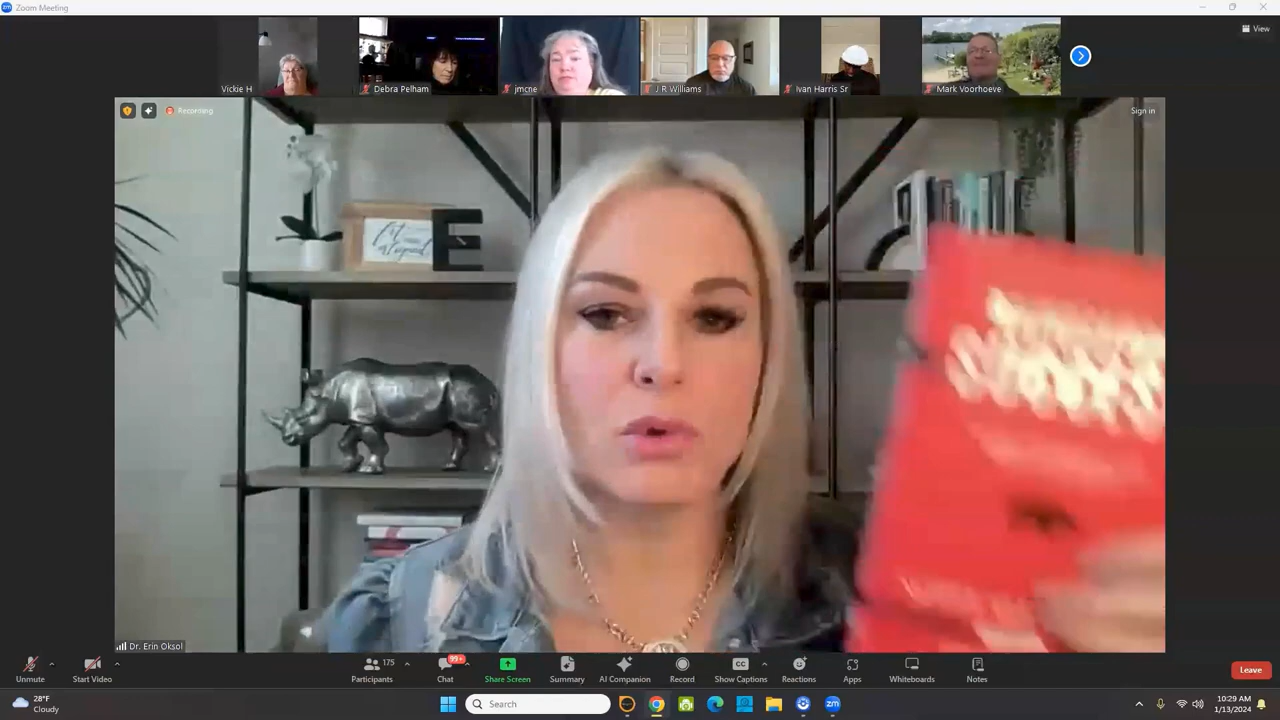 Zoom Meeting
View
Vickie H
Debra Pelham
jmcne
J R Williams
Ivan Harris Sr
Mark Voorhoeve
Recording
Sign in
E
Dr. Erin Oksol
Unmute
Start Video
175
Participants
99+
Chat
Share Screen
Summary
AI Companion
Record
CC
Show Captions
Reactions
Apps
Whiteboards
Notes
Leave
28°F
Cloudy
Search
zm
10:29 AM
1/13/2024